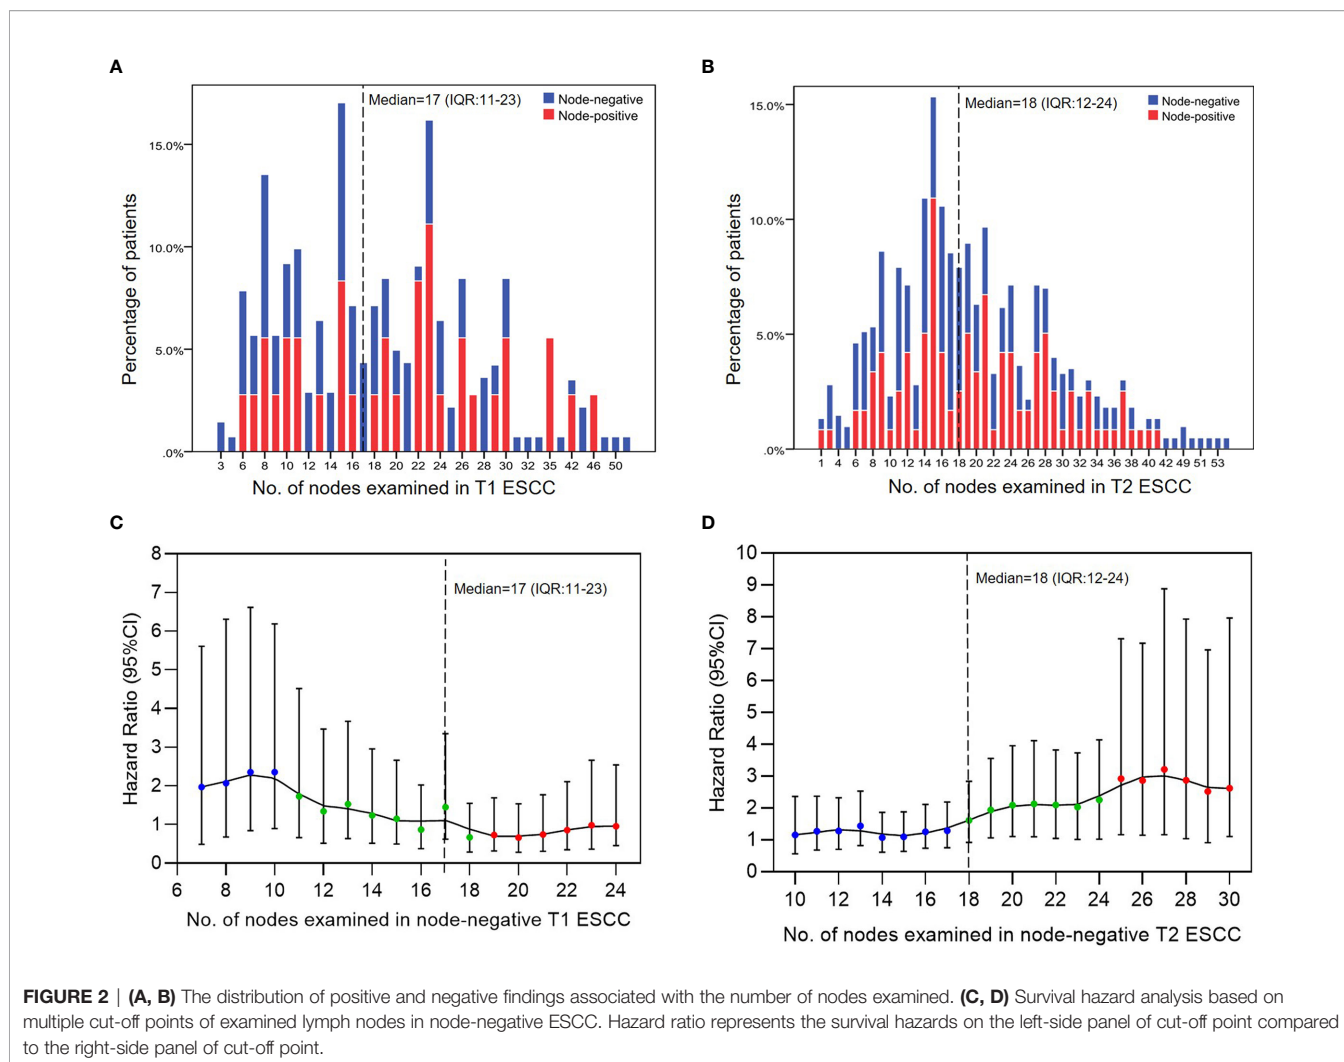 A
Median=17 (IQR:11-23)
Node-negative
Node-positive
15.0%
10.0%
5.0%
.0%
Percentage of patients
3 6 8 10 12 14 16 18 20 22 24 26 28 30 32 35 42 46 50
No. of nodes examined in T1 ESCC
B
Median=18 (IQR:12-24)
Node-negative
Node-positive
15.0%
10.0%
5.0%
.0%
Percentage of patients
1 4 6 8 10 12 14 16 18 20 22 24 26 28 30 32 34 36 38 40 42 49 51 53
No. of nodes examined in T2 ESCC
C
Median=17 (IQR:11-23)
8
7
6
5
4
3
2
1
0
Hazard Ratio (95%CI)
6 8 10 12 14 16 18 20 22 24
No. of nodes examined in node-negative T1 ESCC
D
Median=18 (IQR:12-24)
10
9
8
7
6
5
4
3
2
1
0
Hazard Ratio (95%CI)
10 12 14 16 18 20 22 24 26 28 30
No. of nodes examined in node-negative T2 ESCC
FIGURE 2 | (A, B) The distribution of positive and negative findings associated with the number of nodes examined. (C, D) Survival hazard analysis based on
multiple cut-off points of examined lymph nodes in node-negative ESCC. Hazard ratio represents the survival hazards on the left-side panel of cut-off point compared
to the right-side panel of cut-off point.